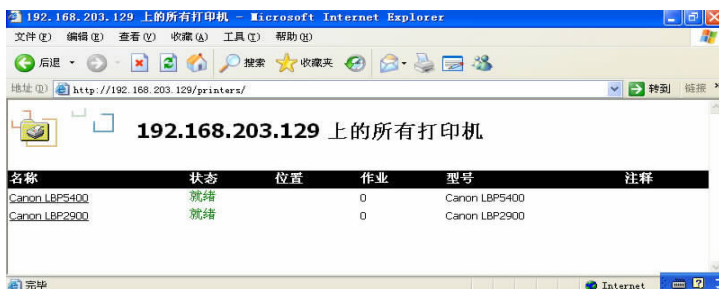 192.168.203.129 上的所有打印机 - Microsoft Internet Explorer
文件(F) 编辑(E) 查看(V) 收藏(A) 工具(T) 帮助(H)
后退 搜索 收藏夹
地址(D) http://192.168.203.129/printers/ 转到 链接 »
192.168.203.129 上的所有打印机
名称 状态 位置 作业 型号 注释
Canon LBP5400 就绪 0 Canon LBP5400
Canon LBP2900 就绪 0 Canon LBP2900
完毕 Internet